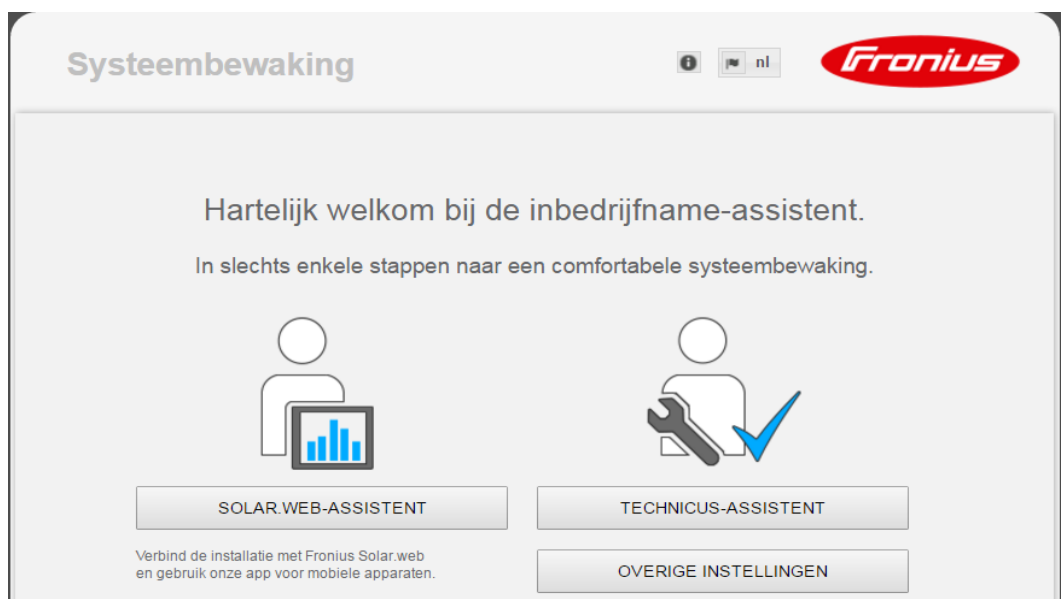 Systeembewaking
nl
Fronius
Hartelijk welkom bij de inbedrijfname-assistent.
In slechts enkele stappen naar een comfortabele systeembewaking.
SOLAR.WEB-ASSISTENT
TECHNICUS-ASSISTENT
Verbind de installatie met Fronius Solar.web
en gebruik onze app voor mobiele apparaten.
OVERIGE INSTELLINGEN